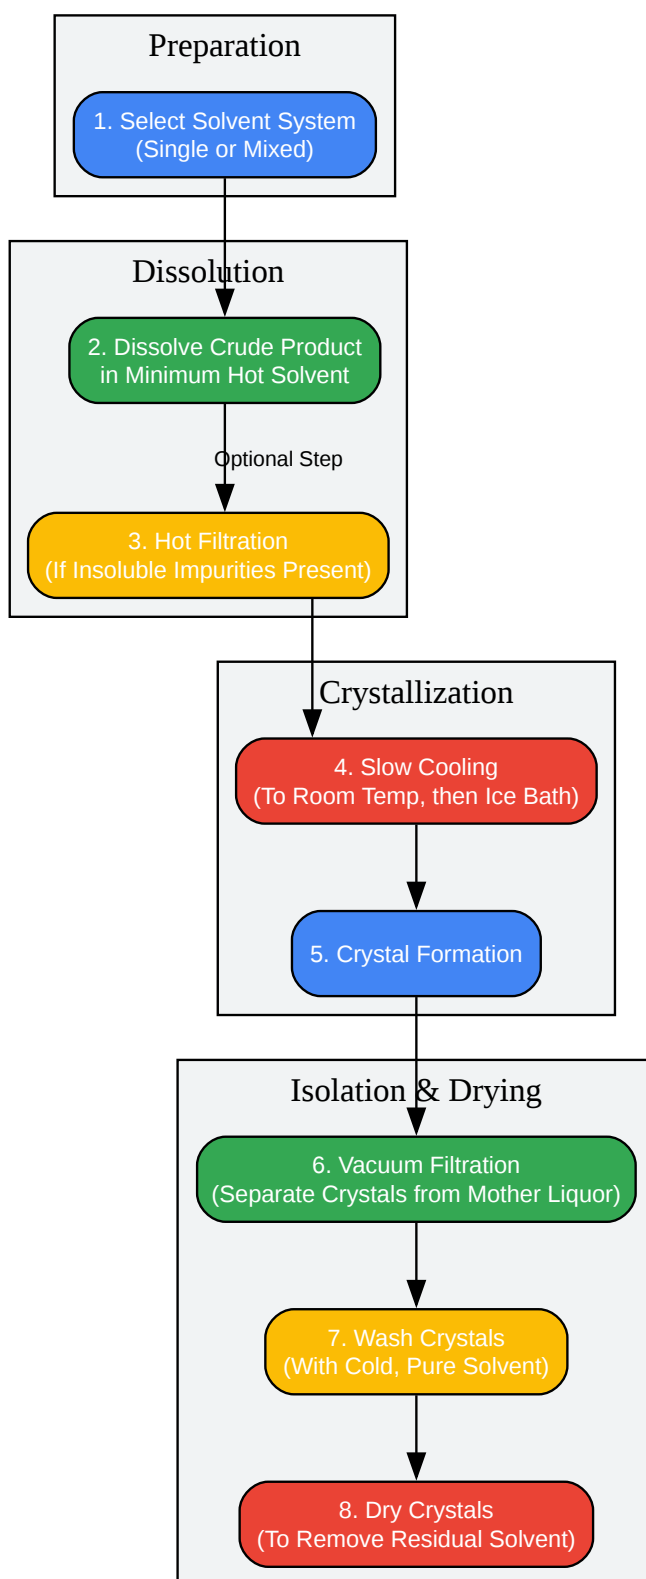 Preparation
1. Select Solvent System
(Single or Mixed)
Dissolution
2. Dissolve Crude Product
in Minimum Hot Solvent
Optional Step
3. Hot Filtration
(If Insoluble Impurities Present)
Crystallization
4. Slow Cooling
(To Room Temp, then Ice Bath)
5. Crystal Formation
Isolation & Drying
6. Vacuum Filtration
(Separate Crystals from Mother Liquor)
7. Wash Crystals
(With Cold, Pure Solvent)
8. Dry Crystals
(To Remove Residual Solvent)